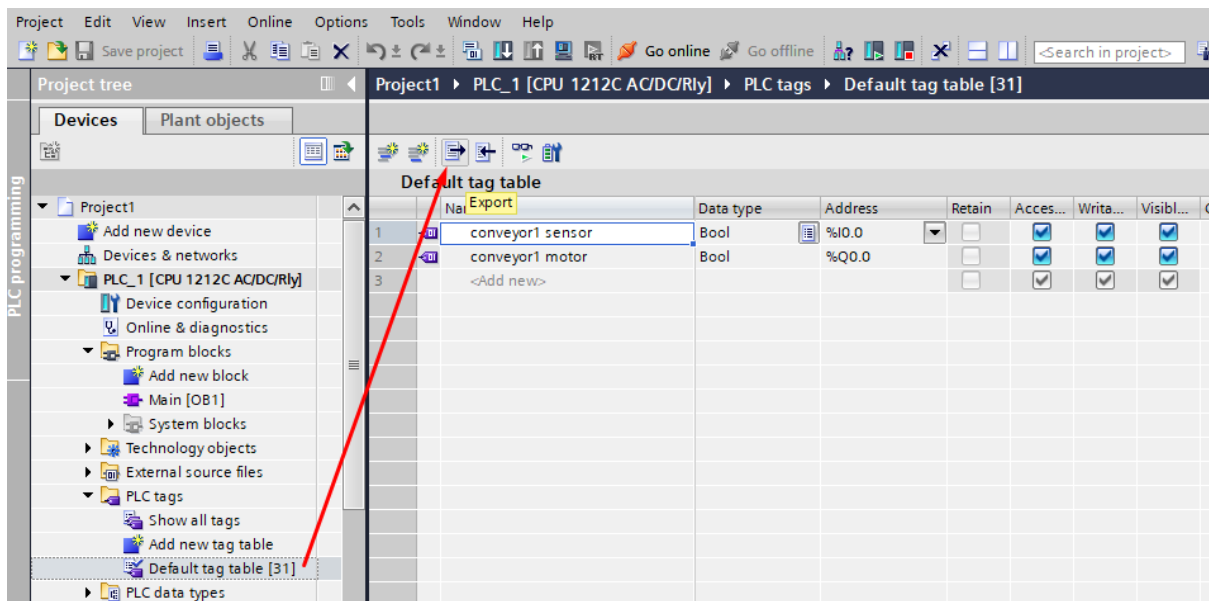 Project Edit View Insert Online Options Tools Window Help
Save project Go online Go offline <Search in project>
Project tree
Project1 ▸ PLC_1 [CPU 1212C AC/DC/Rly] ▸ PLC tags ▸ Default tag table [31]
Devices Plant objects
PLC programming
Default tag table
Export
Data type Address Retain Acces... Writa... Visibl...
1 conveyor1 sensor Bool %I0.0
2 conveyor1 motor Bool %Q0.0
3 <Add new>
Project1
Add new device
Devices & networks
PLC_1 [CPU 1212C AC/DC/Rly]
Device configuration
Online & diagnostics
Program blocks
Add new block
Main [OB1]
System blocks
Technology objects
External source files
PLC tags
Show all tags
Add new tag table
Default tag table [31]
PLC data types